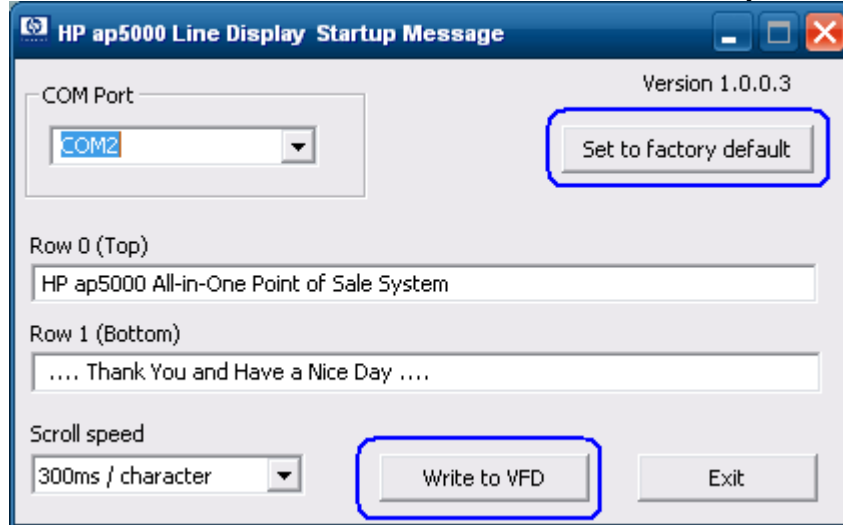 HP ap5000 Line Display Startup Message
Version 1.0.0.3
COM Port
COM2
Set to factory default
Row 0 (Top)
HP ap5000 All-in-One Point of Sale System
Row 1 (Bottom)
.... Thank You and Have a Nice Day ....
Scroll speed
300ms / character
Write to VFD
Exit